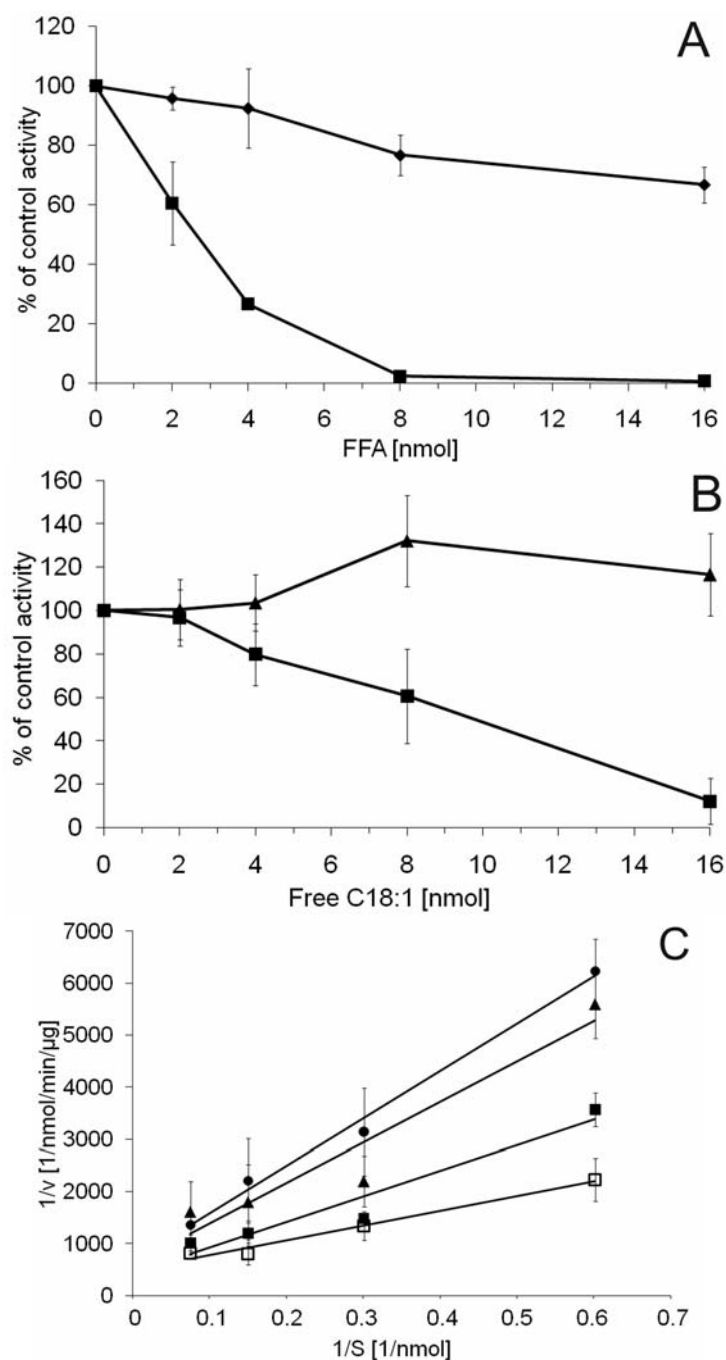 A
120
100
80
60
40
20
0
% of control activity
0 2 4 6 8 10 12 14 16
FFA [nmol]
B
160
140
120
100
80
60
40
20
0
% of control activity
0 2 4 6 8 10 12 14 16
Free C18:1 [nmol]
C
7000
6000
5000
4000
3000
2000
1000
0
1/v [1/nmol/min/µg]
0 0.1 0.2 0.3 0.4 0.5 0.6 0.7
1/S [1/nmol]